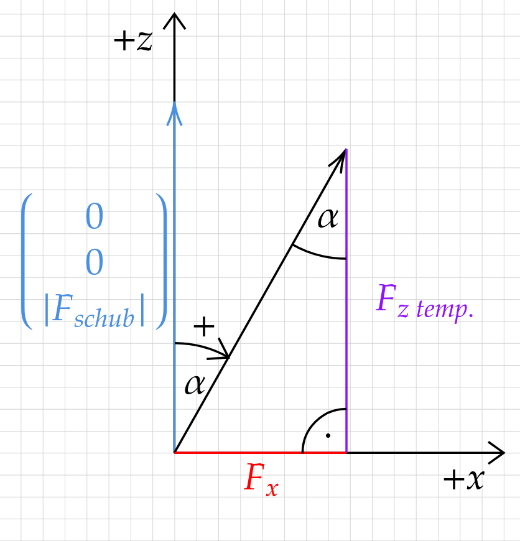 +z
0
0
|F_schub|
α
F_z temp.
+
α
F_x
+x